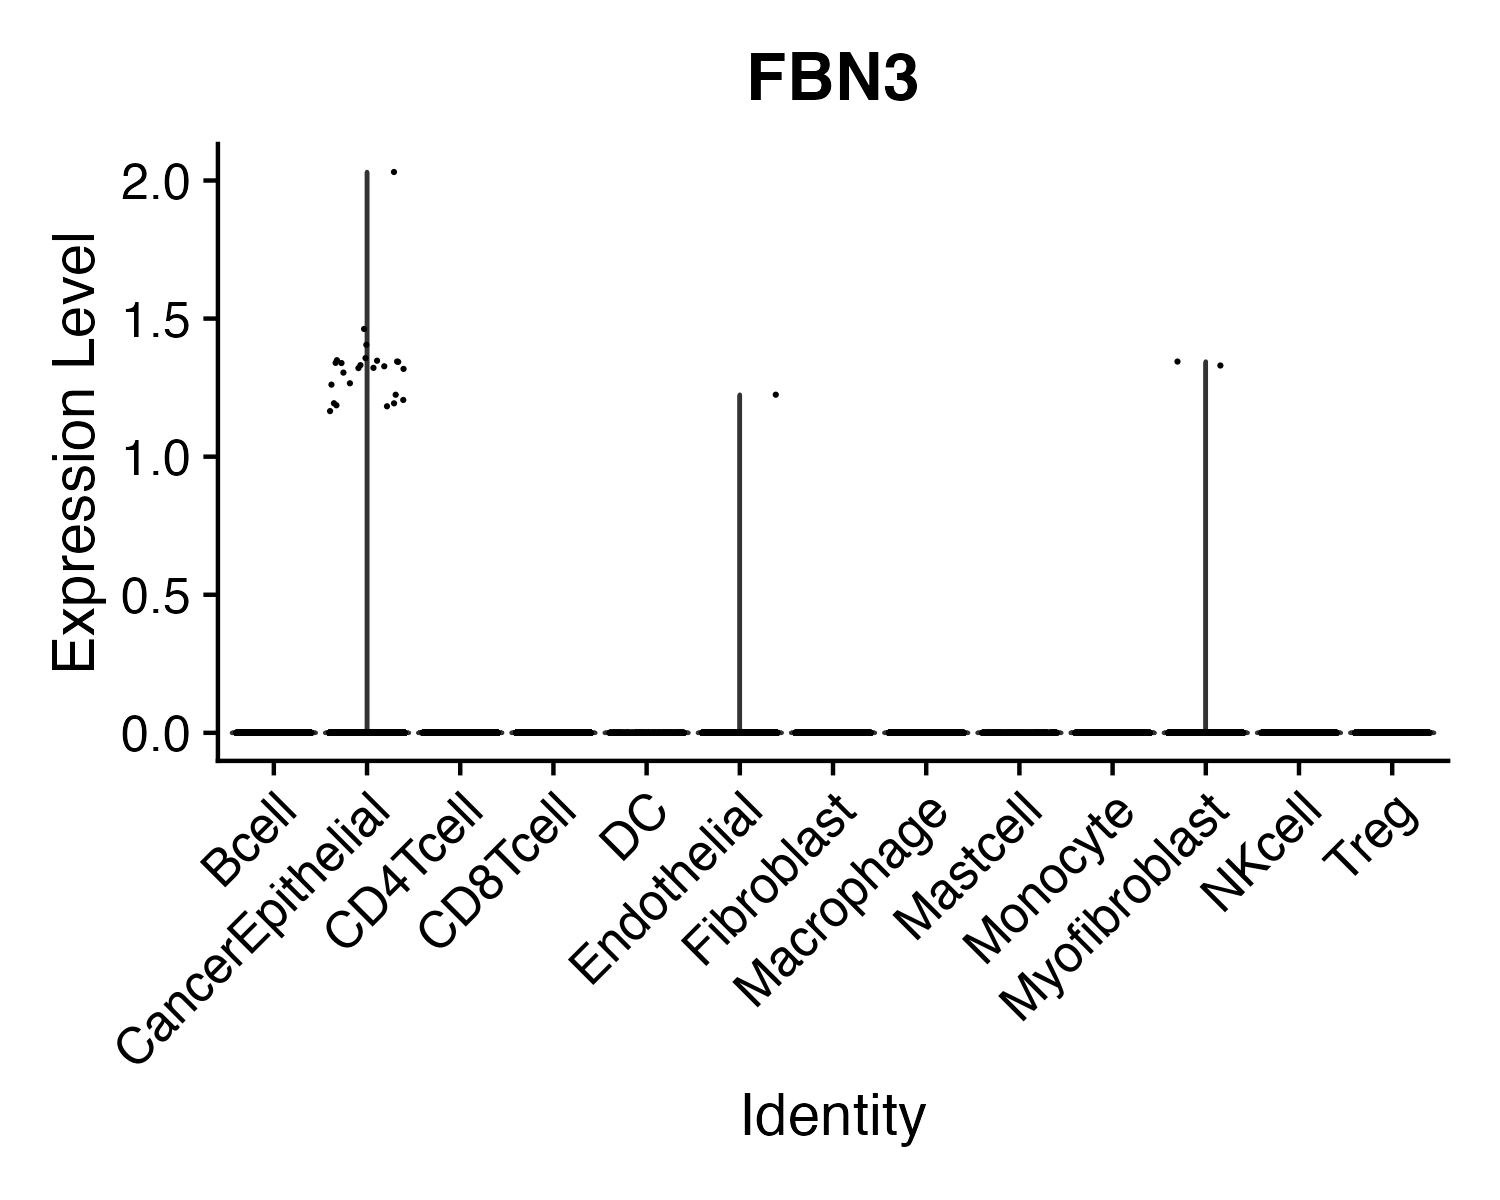 FBN3
Expression Level
2.0
1.5
1.0
0.5
0.0
Bcell
CancerEpithelial
CD4Tcell
CD8Tcell
DC
Endothelial
Fibroblast
Macrophage
Mastcell
Monocyte
Myofibroblast
NKcell
Treg
Identity